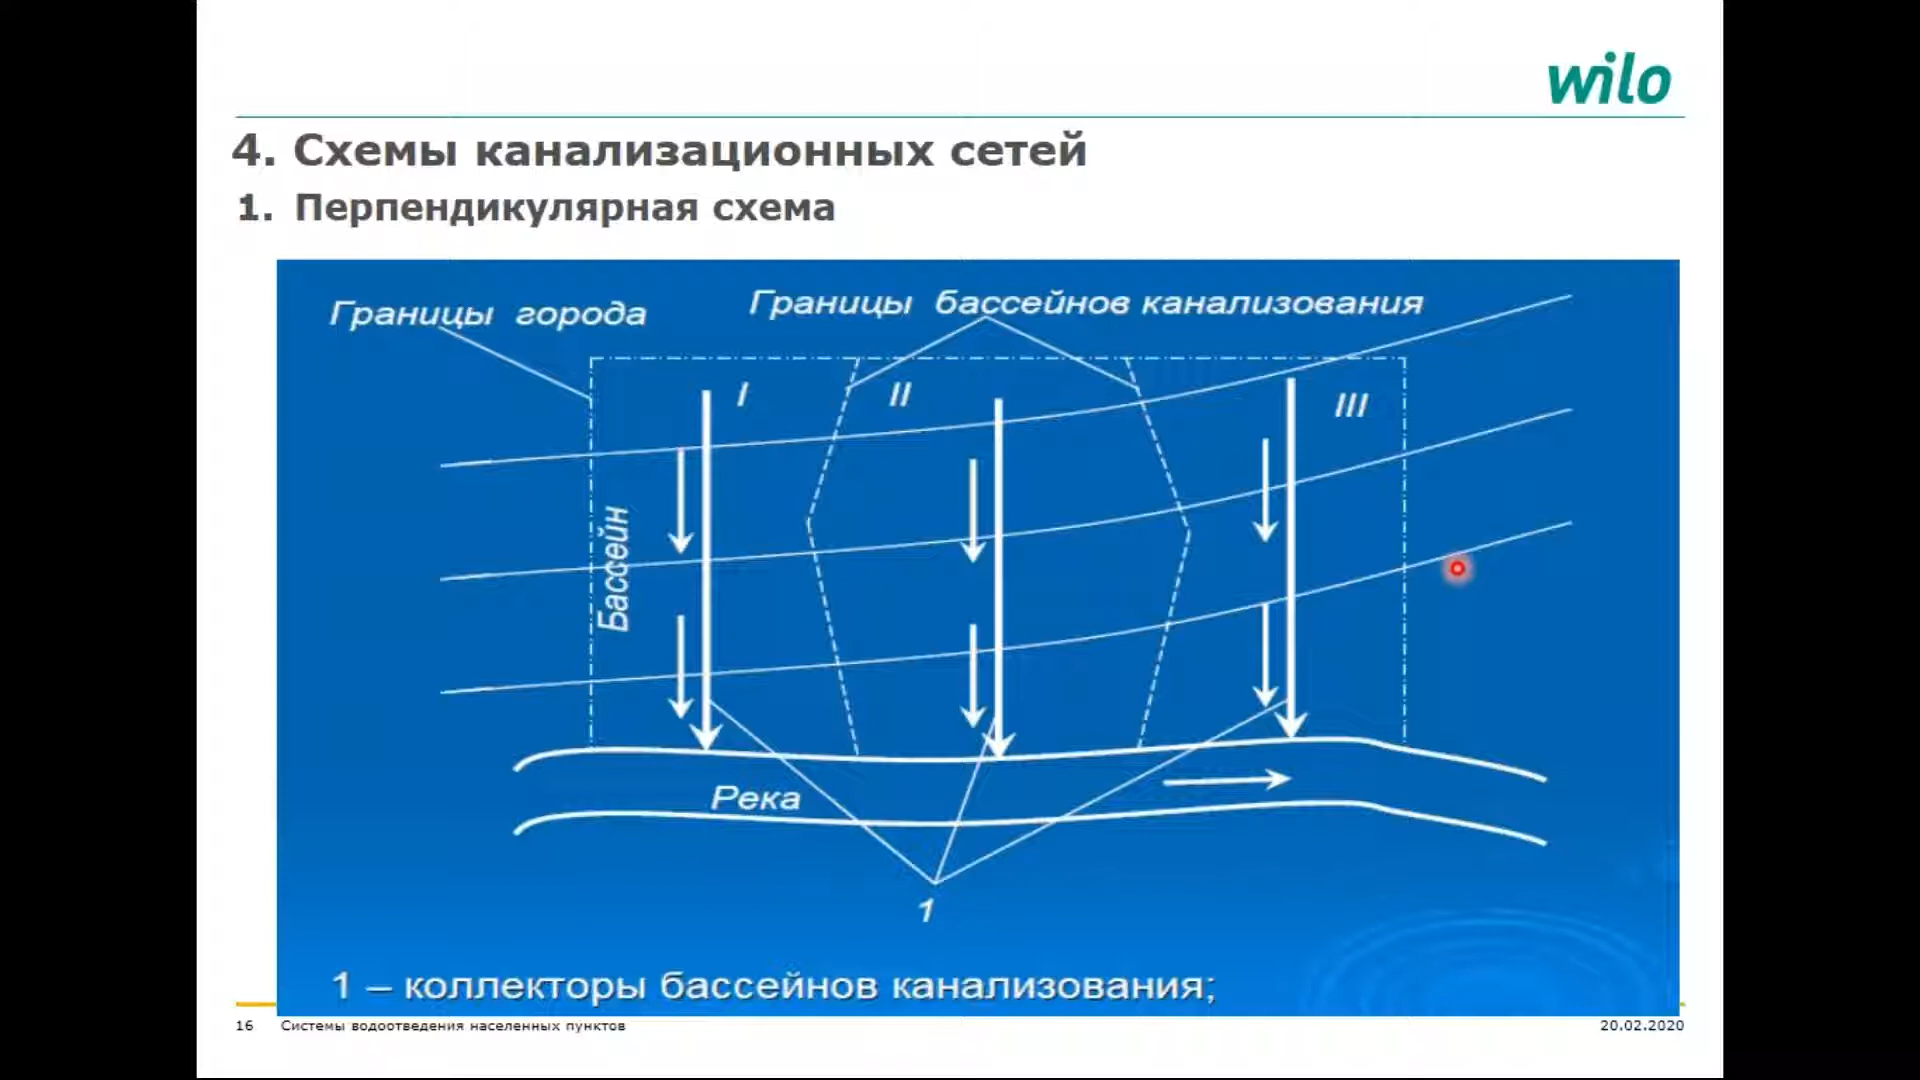 wilo
4. Схемы канализационных сетей
1. Перпендикулярная схема
Границы города
Границы бассейнов канализования
I
II
III
Бассейн
Река
1
1 – коллекторы бассейнов канализования;
16 Системы водоотведения населенных пунктов
20.02.2020